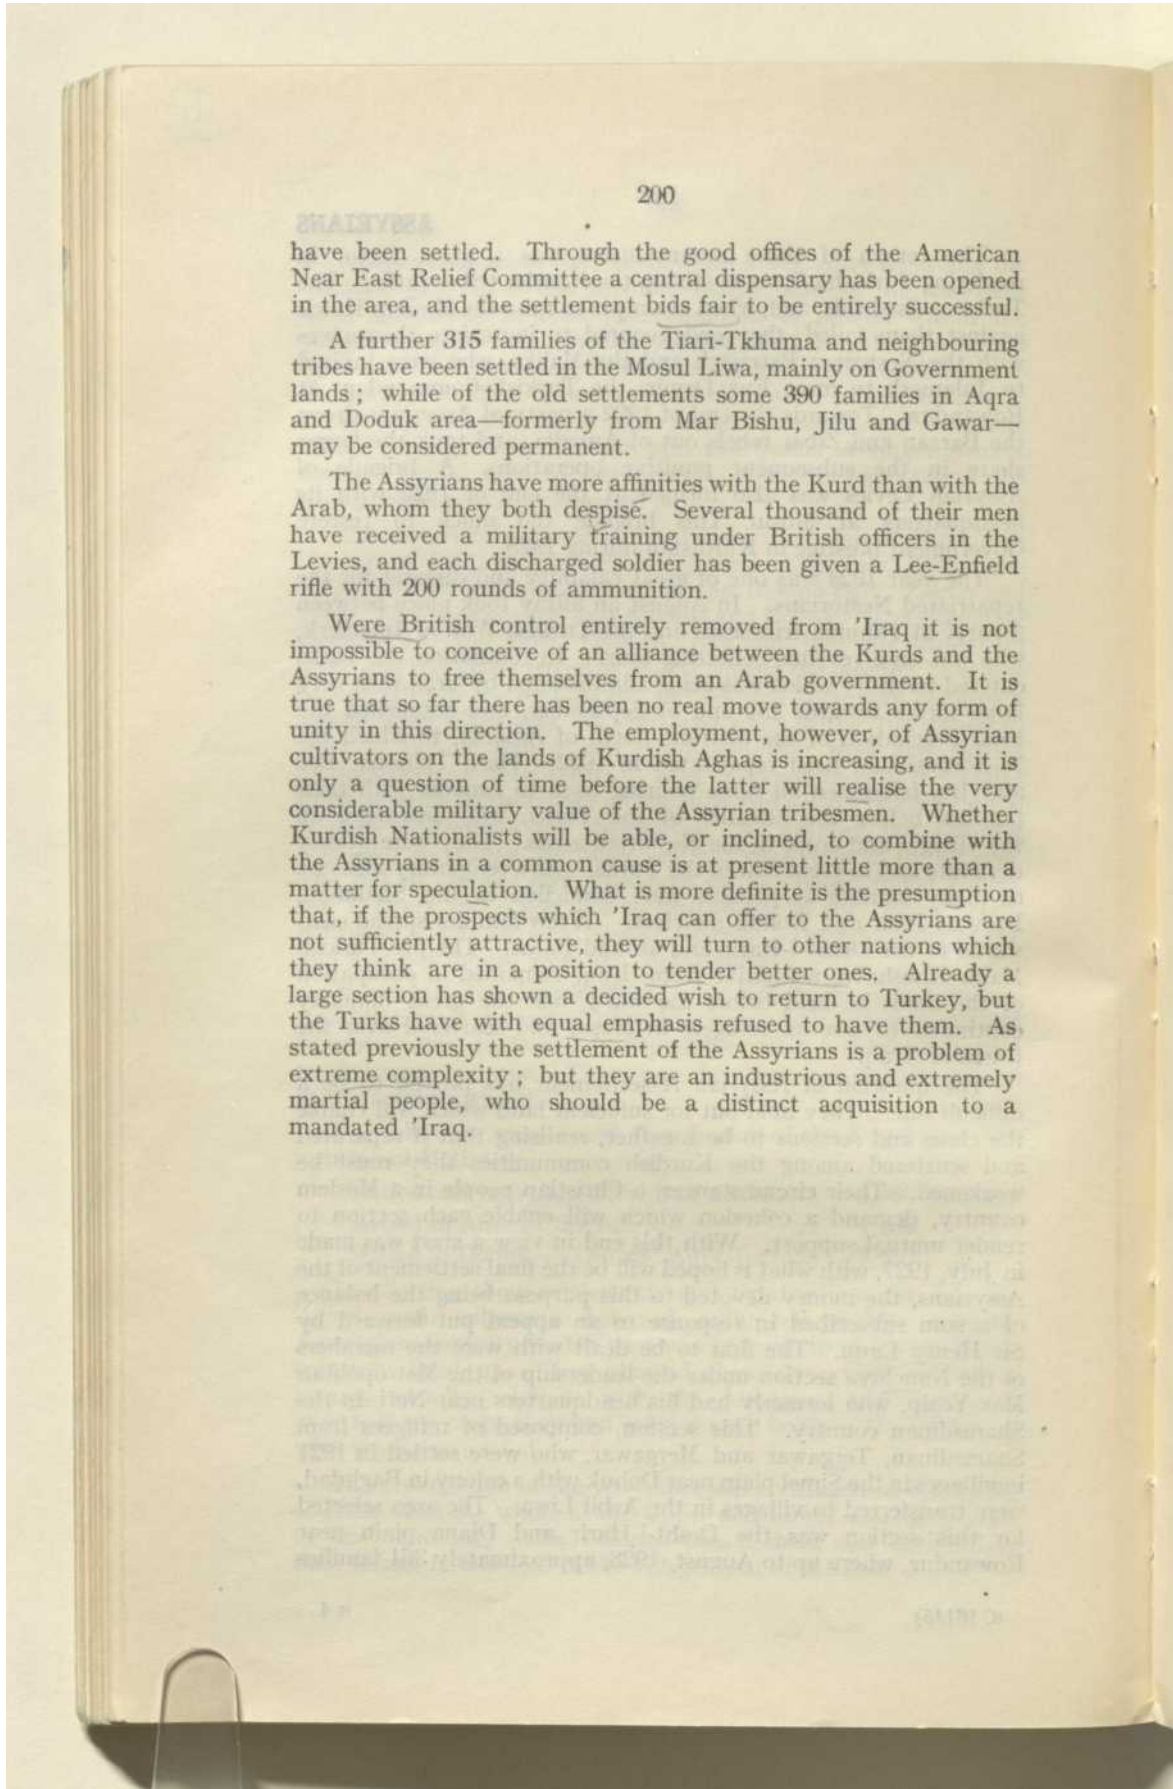 200
have been settled. Through the good offices of the American
Near East Relief Committee a central dispensary has been opened
in the area, and the settlement bids fair to be entirely successful.
A further 315 families of the Tiari-Tkhuma and neighbouring
tribes have been settled in the Mosul Liwa, mainly on Government
lands ; while of the old settlements some 390 families in Aqra
and Doduk area—formerly from Mar Bishu, Jilu and Gawar—
may be considered permanent.
The Assyrians have more affinities with the Kurd than with the
Arab, whom they both despise. Several thousand of their men
have received a military training under British officers in the
Levies, and each discharged soldier has been given a Lee-Enfield
rifle with 200 rounds of ammunition.
Were British control entirely removed from 'Iraq it is not
impossible to conceive of an alliance between the Kurds and the
Assyrians to free themselves from an Arab government. It is
true that so far there has been no real move towards any form of
unity in this direction. The employment, however, of Assyrian
cultivators on the lands of Kurdish Aghas is increasing, and it is
only a question of time before the latter will realise the very
considerable military value of the Assyrian tribesmen. Whether
Kurdish Nationalists will be able, or inclined, to combine with
the Assyrians in a common cause is at present little more than a
matter for speculation. What is more definite is the presumption
that, if the prospects which 'Iraq can offer to the Assyrians are
not sufficiently attractive, they will turn to other nations which
they think are in a position to tender better ones. Already a
large section has shown a decided wish to return to Turkey, but
the Turks have with equal emphasis refused to have them. As
stated previously the settlement of the Assyrians is a problem of
extreme complexity ; but they are an industrious and extremely
martial people, who should be a distinct acquisition to a
mandated 'Iraq.